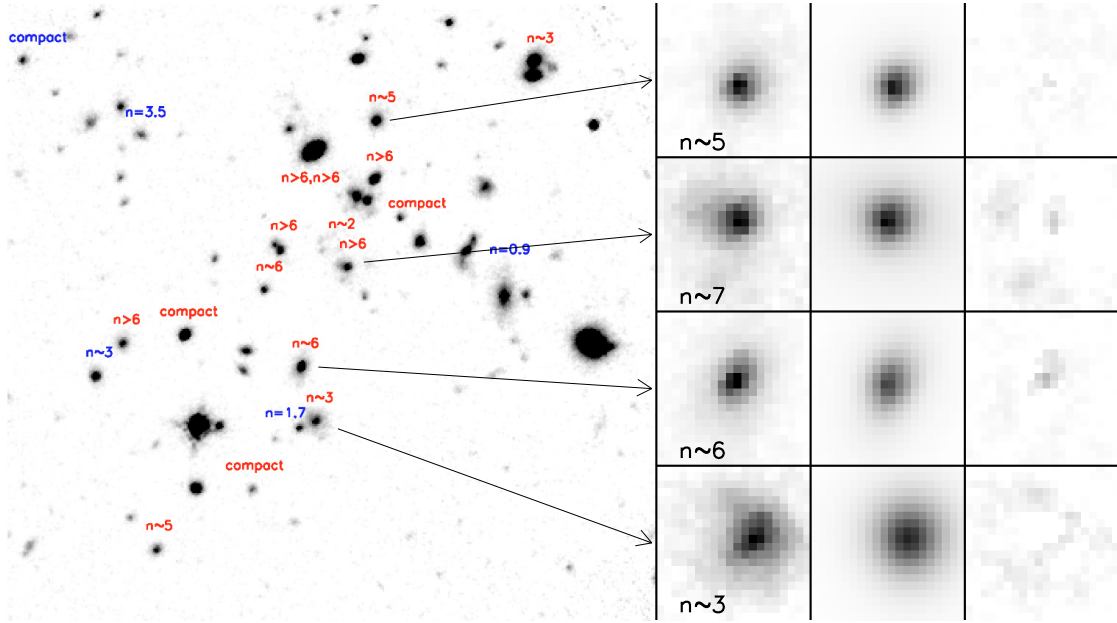 compact
n~3
n=3.5
n~5
n>6
n>6,n>6
compact
n~2
n>6
n>6
n=0.9
n~6
compact
n>6
n~3
n~6
n~3
n=1.7
compact
n~5
n~5
n~7
n~6
n~3